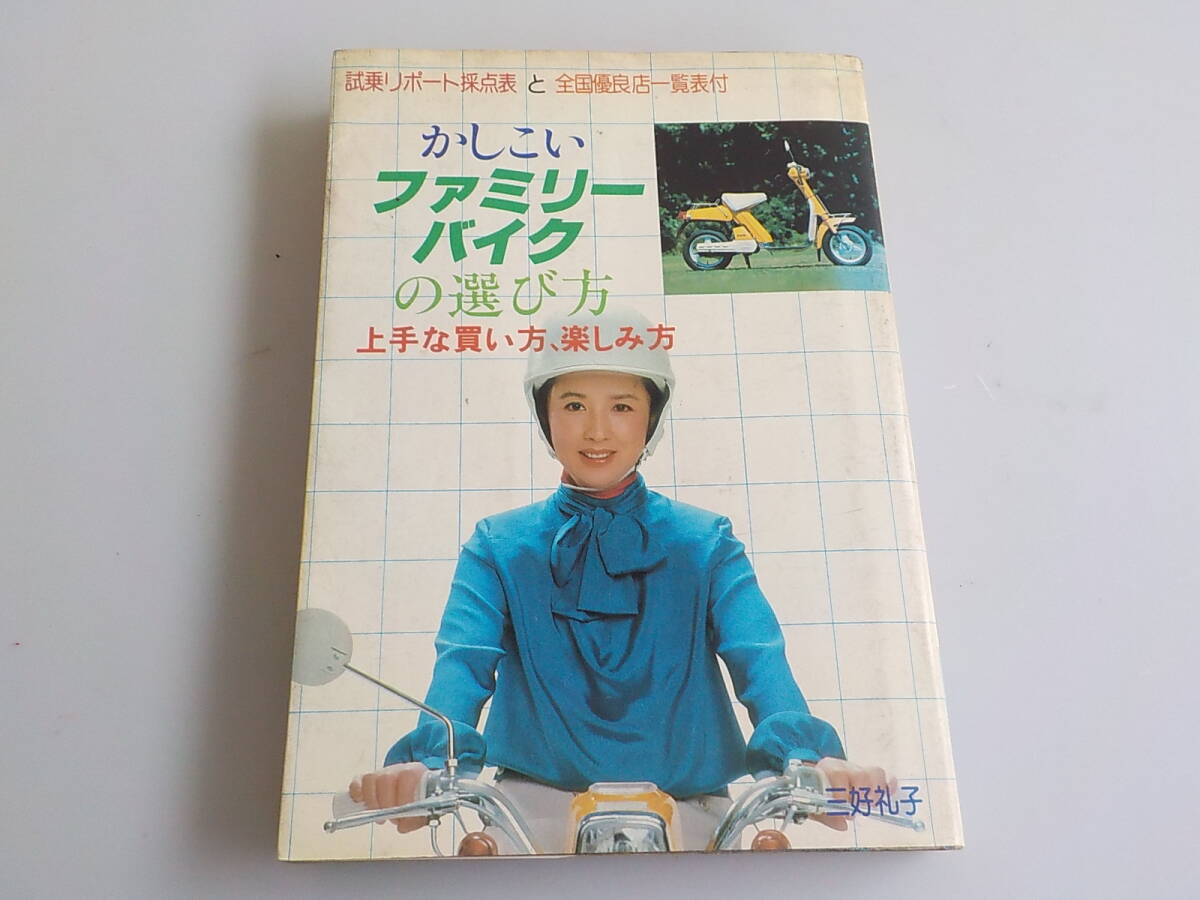 試乗リポート採点表 と 全国優良店一覧表付
かしこい
ファミリー
バイク
の選び方
上手な買い方、楽しみ方
三好礼子